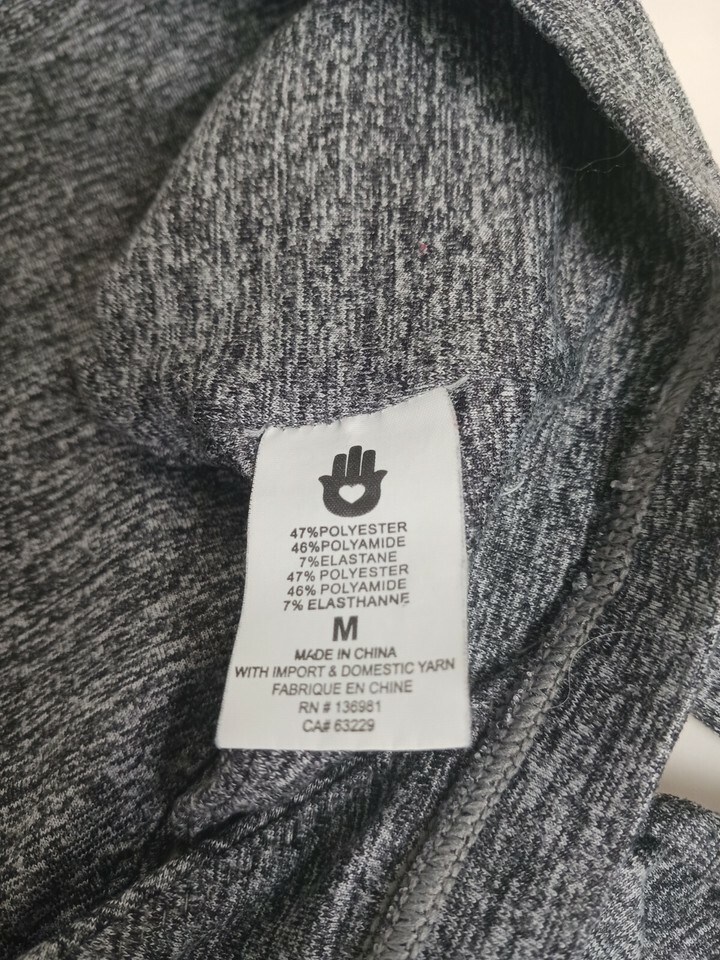 47%POLYESTER
46%POLYAMIDE
7%ELASTANE
47% POLYESTER
46% POLYAMIDE
7% ELASTHANNE
M
MADE IN CHINA
WITH IMPORT & DOMESTIC YARN
FABRIQUE EN CHINE
RN # 136981
CA# 63229